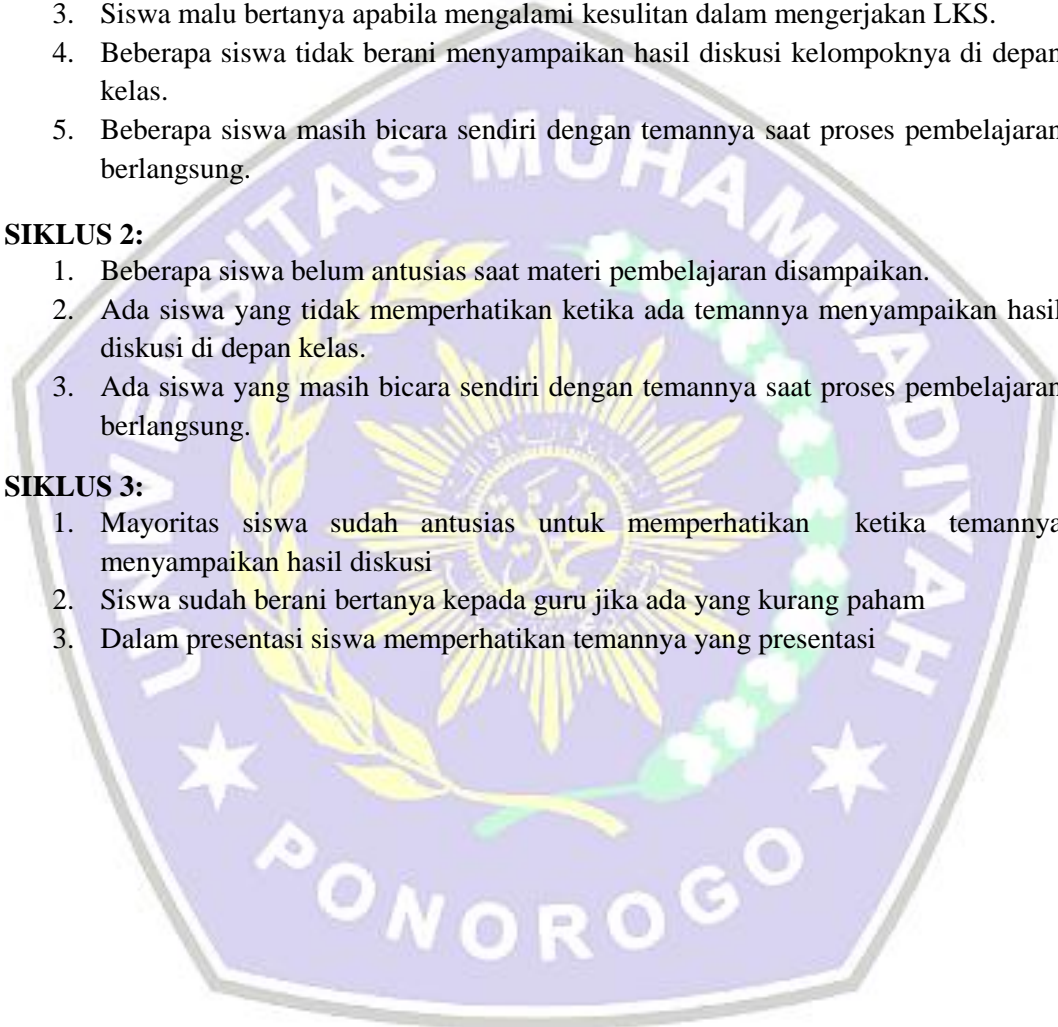 3. Siswa malu bertanya apabila mengalami kesulitan dalam mengerjakan LKS.
4. Beberapa siswa tidak berani menyampaikan hasil diskusi kelompoknya di depan
kelas.
5. Beberapa siswa masih bicara sendiri dengan temannya saat proses pembelajaran
berlangsung.
SIKLUS 2:
1. Beberapa siswa belum antusias saat materi pembelajaran disampaikan.
2. Ada siswa yang tidak memperhatikan ketika ada temannya menyampaikan hasil
diskusi di depan kelas.
3. Ada siswa yang masih bicara sendiri dengan temannya saat proses pembelajaran
berlangsung.
SIKLUS 3:
1. Mayoritas siswa sudah antusias untuk memperhatikan ketika temannya
menyampaikan hasil diskusi
2. Siswa sudah berani bertanya kepada guru jika ada yang kurang paham
3. Dalam presentasi siswa memperhatikan temannya yang presentasi
UNIVERSITAS MUHAMMADIYAH
PONOROGO